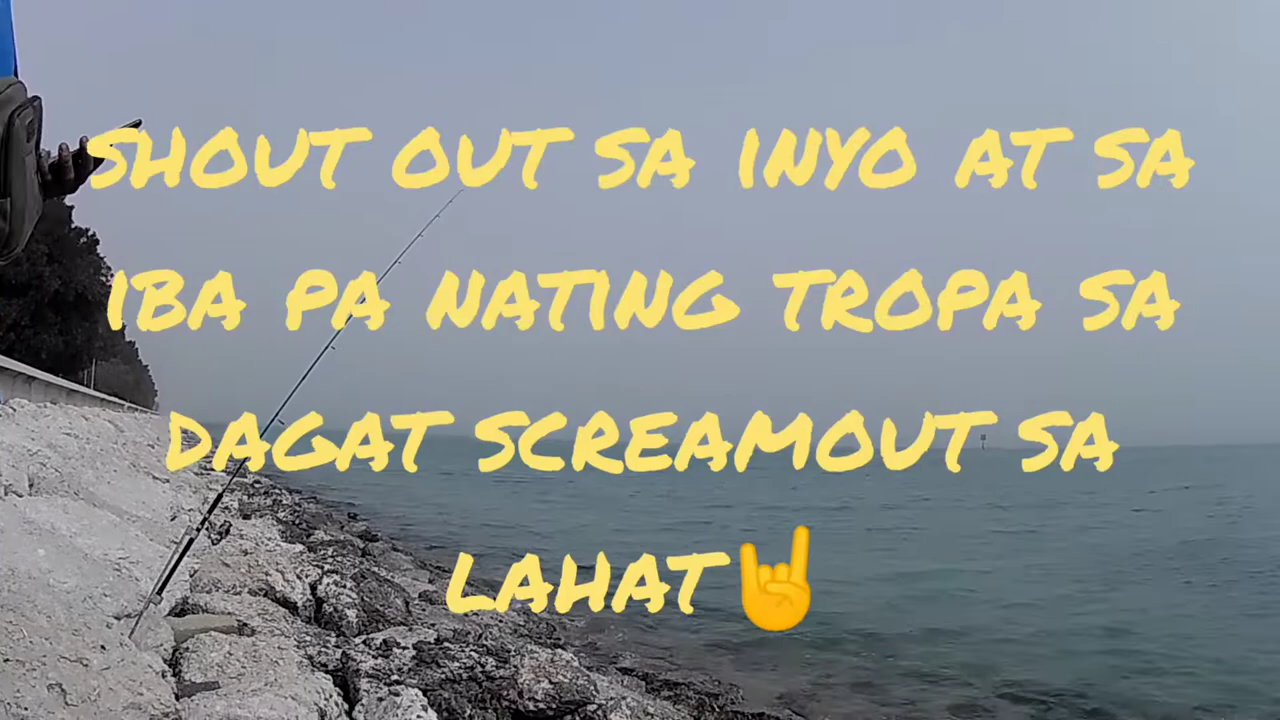 SHOUT OUT SA INYO AT SA
IBA PA NATING TROPA SA
DAGAT SCREAMOUT SA
LAHAT🤘